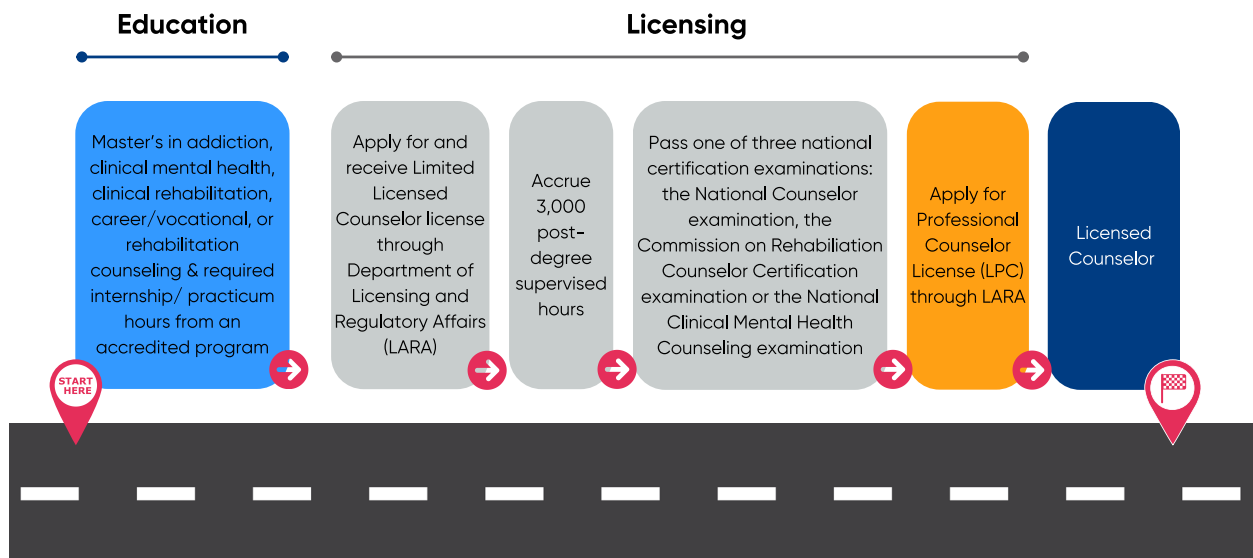 Education
Licensing
Master's in addiction,
clinical mental health,
clinical rehabilitation,
career/vocational, or
rehabilitation
counseling & required
internship/ practicum
hours from an
accredited program
Apply for and
receive Limited
Licensed
Counselor license
through
Department of
Licensing and
Regulatory Affairs
(LARA)
Accrue
3,000
post-
degree
supervised
hours
Pass one of three national
certification examinations:
the National Counselor
examination, the
Commission on Rehabiliation
Counselor Certification
examination or the National
Clinical Mental Health
Counseling examination
Apply for
Professional
Counselor
License (LPC)
through LARA
Licensed
Counselor
START
HERE